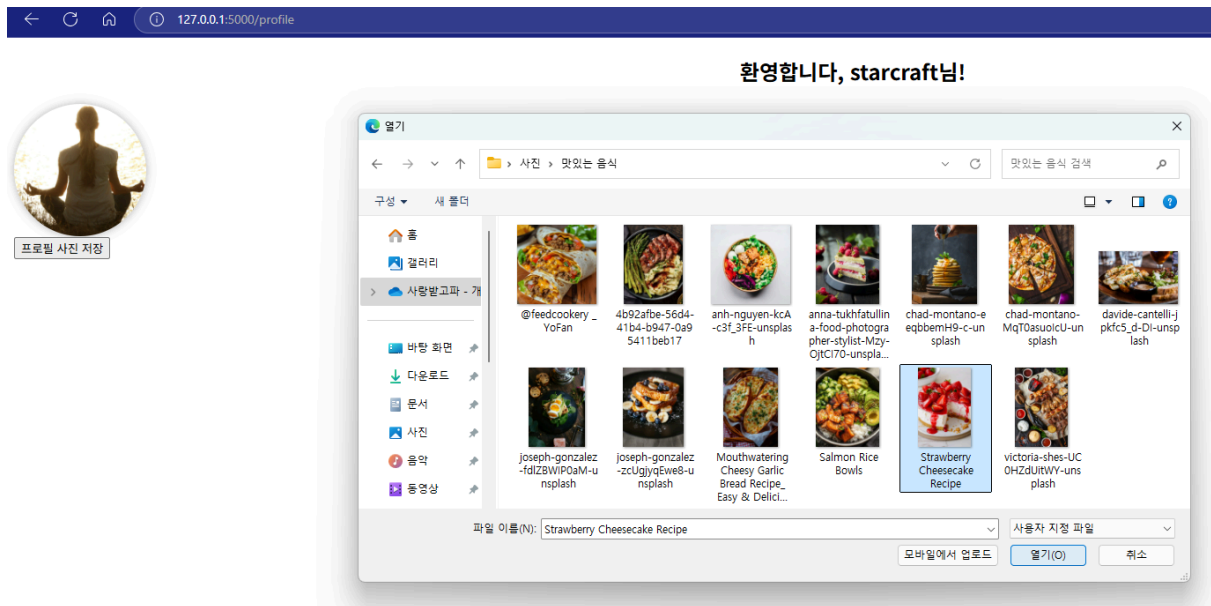 127.0.0.1:5000/profile
환영합니다, starcraft님!
프로필 사진 저장
열기
사진 > 맛있는 음식
맛있는 음식 검색
구성
새 폴더
홈
갤러리
사랑받고파 - 개
바탕 화면
다운로드
문서
사진
음악
동영상
@feedcookery _
YoFan
4b92afbe-56d4-
41b4-b947-0a9
5411beb17
anh-nguyen-kcA
-c3f_3FE-unsplas
h
anna-tukhfatullin
a-food-photogra
pher-stylist-Mzy-
OjtCI70-unspla...
chad-montano-e
eqbbemH9-c-un
splash
chad-montano-
MqT0asuoIcU-un
splash
davide-cantelli-j
pkfc5_d-DI-unsp
lash
joseph-gonzalez
-fdlZBWIP0aM-u
nsplash
joseph-gonzalez
-zcUgjyqEwe8-u
nsplash
Mouthwatering
Cheesy Garlic
Bread Recipe_
Easy & Delici...
Salmon Rice
Bowls
Strawberry
Cheesecake
Recipe
victoria-shes-UC
0HZdUitWY-uns
plash
파일 이름(N): Strawberry Cheesecake Recipe
사용자 지정 파일
모바일에서 업로드
열기(O)
취소